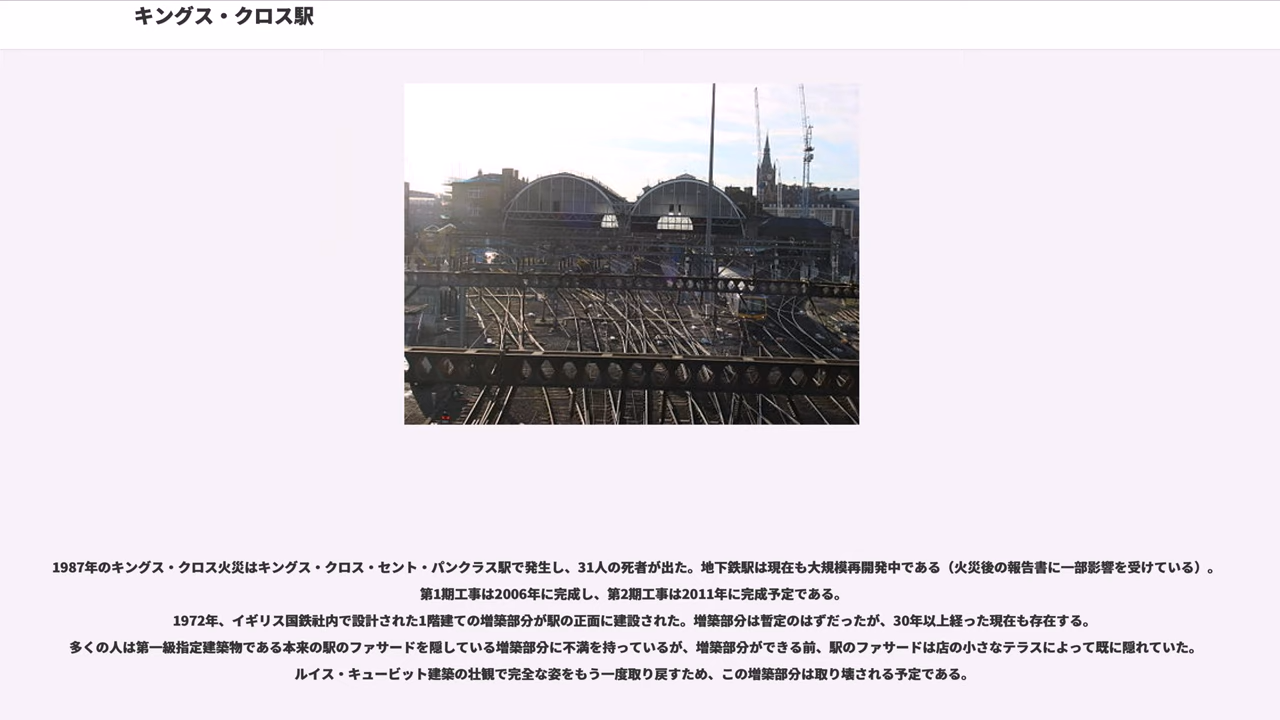 キングス・クロス駅
1987年のキングス・クロス火災はキングス・クロス・セント・パンクラス駅で発生し、31人の死者が出た。地下鉄駅は現在も大規模再開発中である（火災後の報告書に一部影響を受けている）。
第1期工事は2006年に完成し、第2期工事は2011年に完成予定である。
1972年、イギリス国鉄社内で設計された1階建ての増築部分が駅の正面に建設された。増築部分は暫定のはずだったが、30年以上経った現在も存在する。
多くの人は第一級指定建築物である本来の駅のファサードを隠している増築部分に不満を持っているが、増築部分ができる前、駅のファサードは店の小さなテラスによって既に隠れていた。
ルイス・キュービット建築の壮観で完全な姿をもう一度取り戻すため、この増築部分は取り壊される予定である。